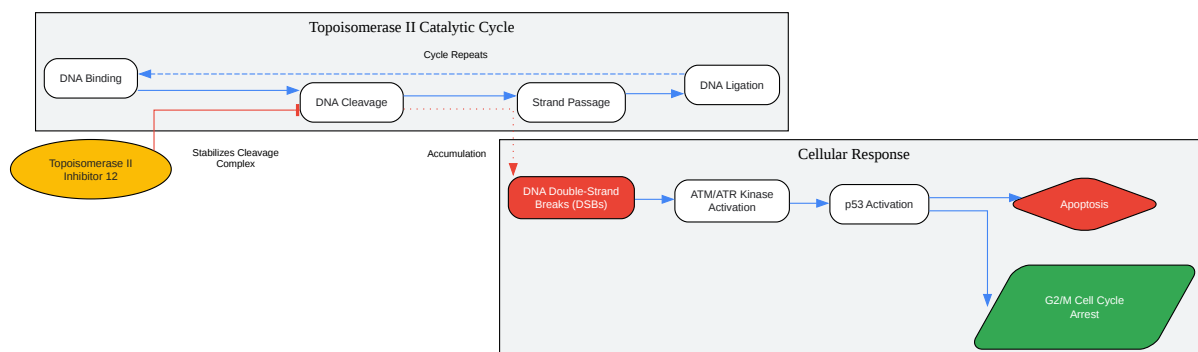 Topoisomerase II Catalytic Cycle
Cycle Repeats
DNA Binding
DNA Cleavage
Strand Passage
DNA Ligation
Topoisomerase II
Inhibitor 12
Stabilizes Cleavage
Complex
Accumulation
Cellular Response
DNA Double-Strand
Breaks (DSBs)
ATM/ATR Kinase
Activation
p53 Activation
Apoptosis
G2/M Cell Cycle
Arrest